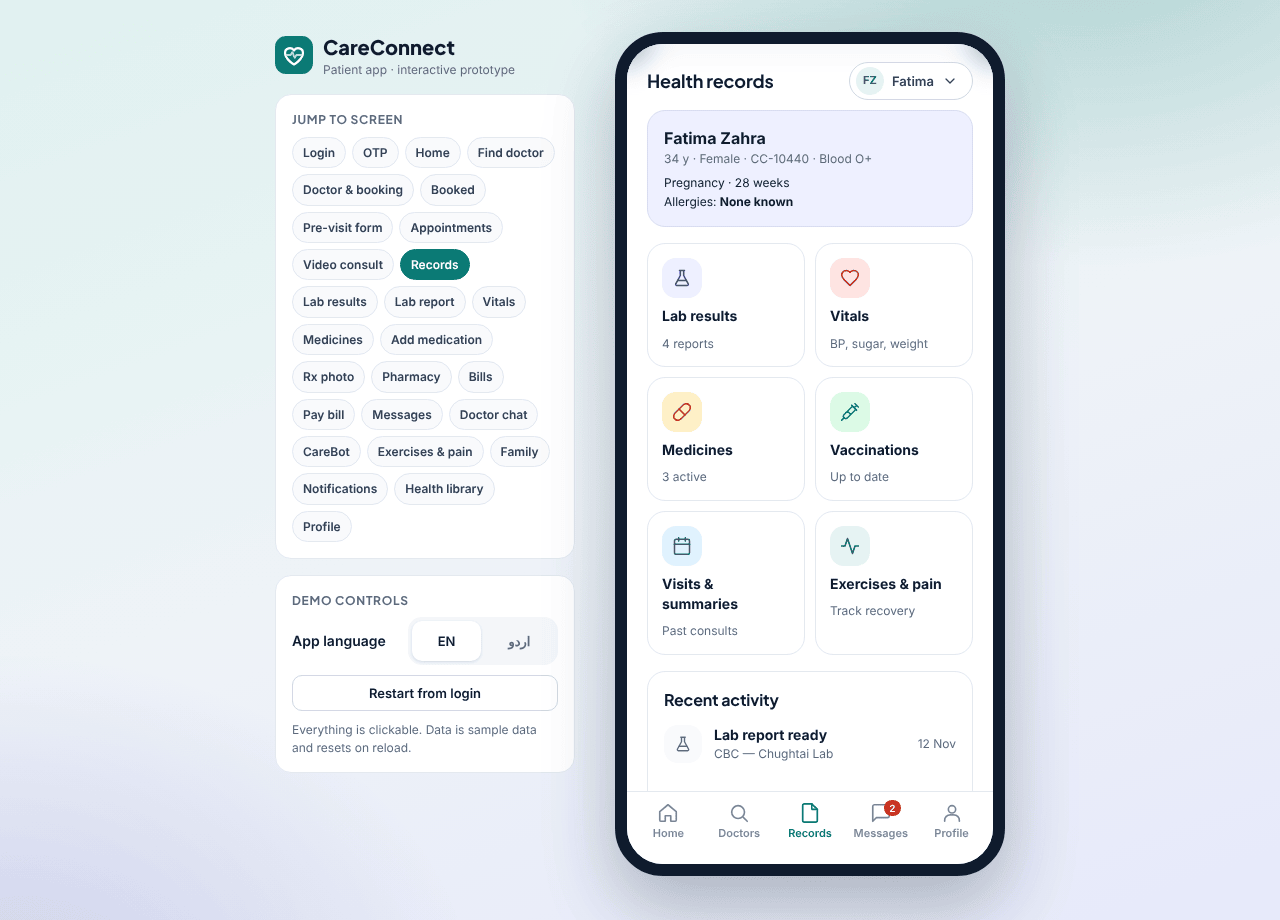 CareConnect
Patient app · interactive prototype
JUMP TO SCREEN
Login
OTP
Home
Find doctor
Doctor & booking
Booked
Pre-visit form
Appointments
Video consult
Records
Lab results
Lab report
Vitals
Medicines
Add medication
Rx photo
Pharmacy
Bills
Pay bill
Messages
Doctor chat
CareBot
Exercises & pain
Family
Notifications
Health library
Profile
DEMO CONTROLS
App language
EN
اردو
Restart from login
Everything is clickable. Data is sample data
and resets on reload.
Health records
FZ
Fatima
Fatima Zahra
34 y · Female · CC-10440 · Blood O+
Pregnancy · 28 weeks
Allergies: None known
Lab results
4 reports
Vitals
BP, sugar, weight
Medicines
3 active
Vaccinations
Up to date
Visits &
summaries
Past consults
Exercises & pain
Track recovery
Recent activity
Lab report ready
CBC — Chughtai Lab
12 Nov
Home
Doctors
Records
2
Messages
Profile